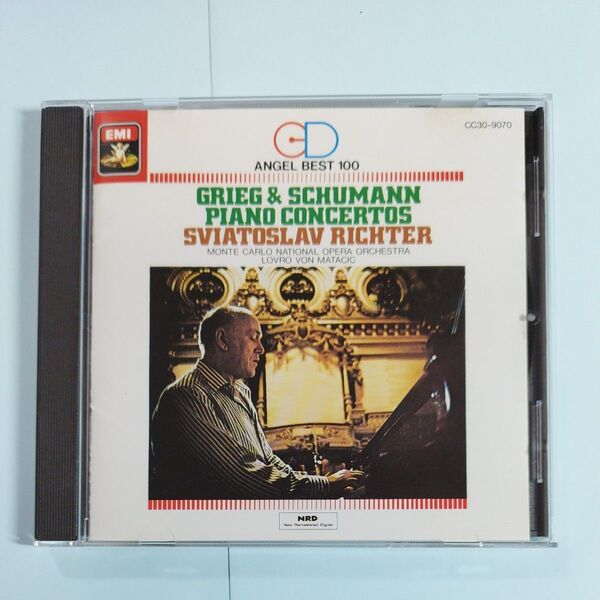 EMI
CD
CC30-9070
ANGEL BEST 100
GRIEG & SCHUMANN
PIANO CONCERTOS
SVIATOSLAV RICHTER
MONTE CARLO NATIONAL OPERA ORCHESTRA
LOVRO VON MATACIC
NRD
New Remastered Digital